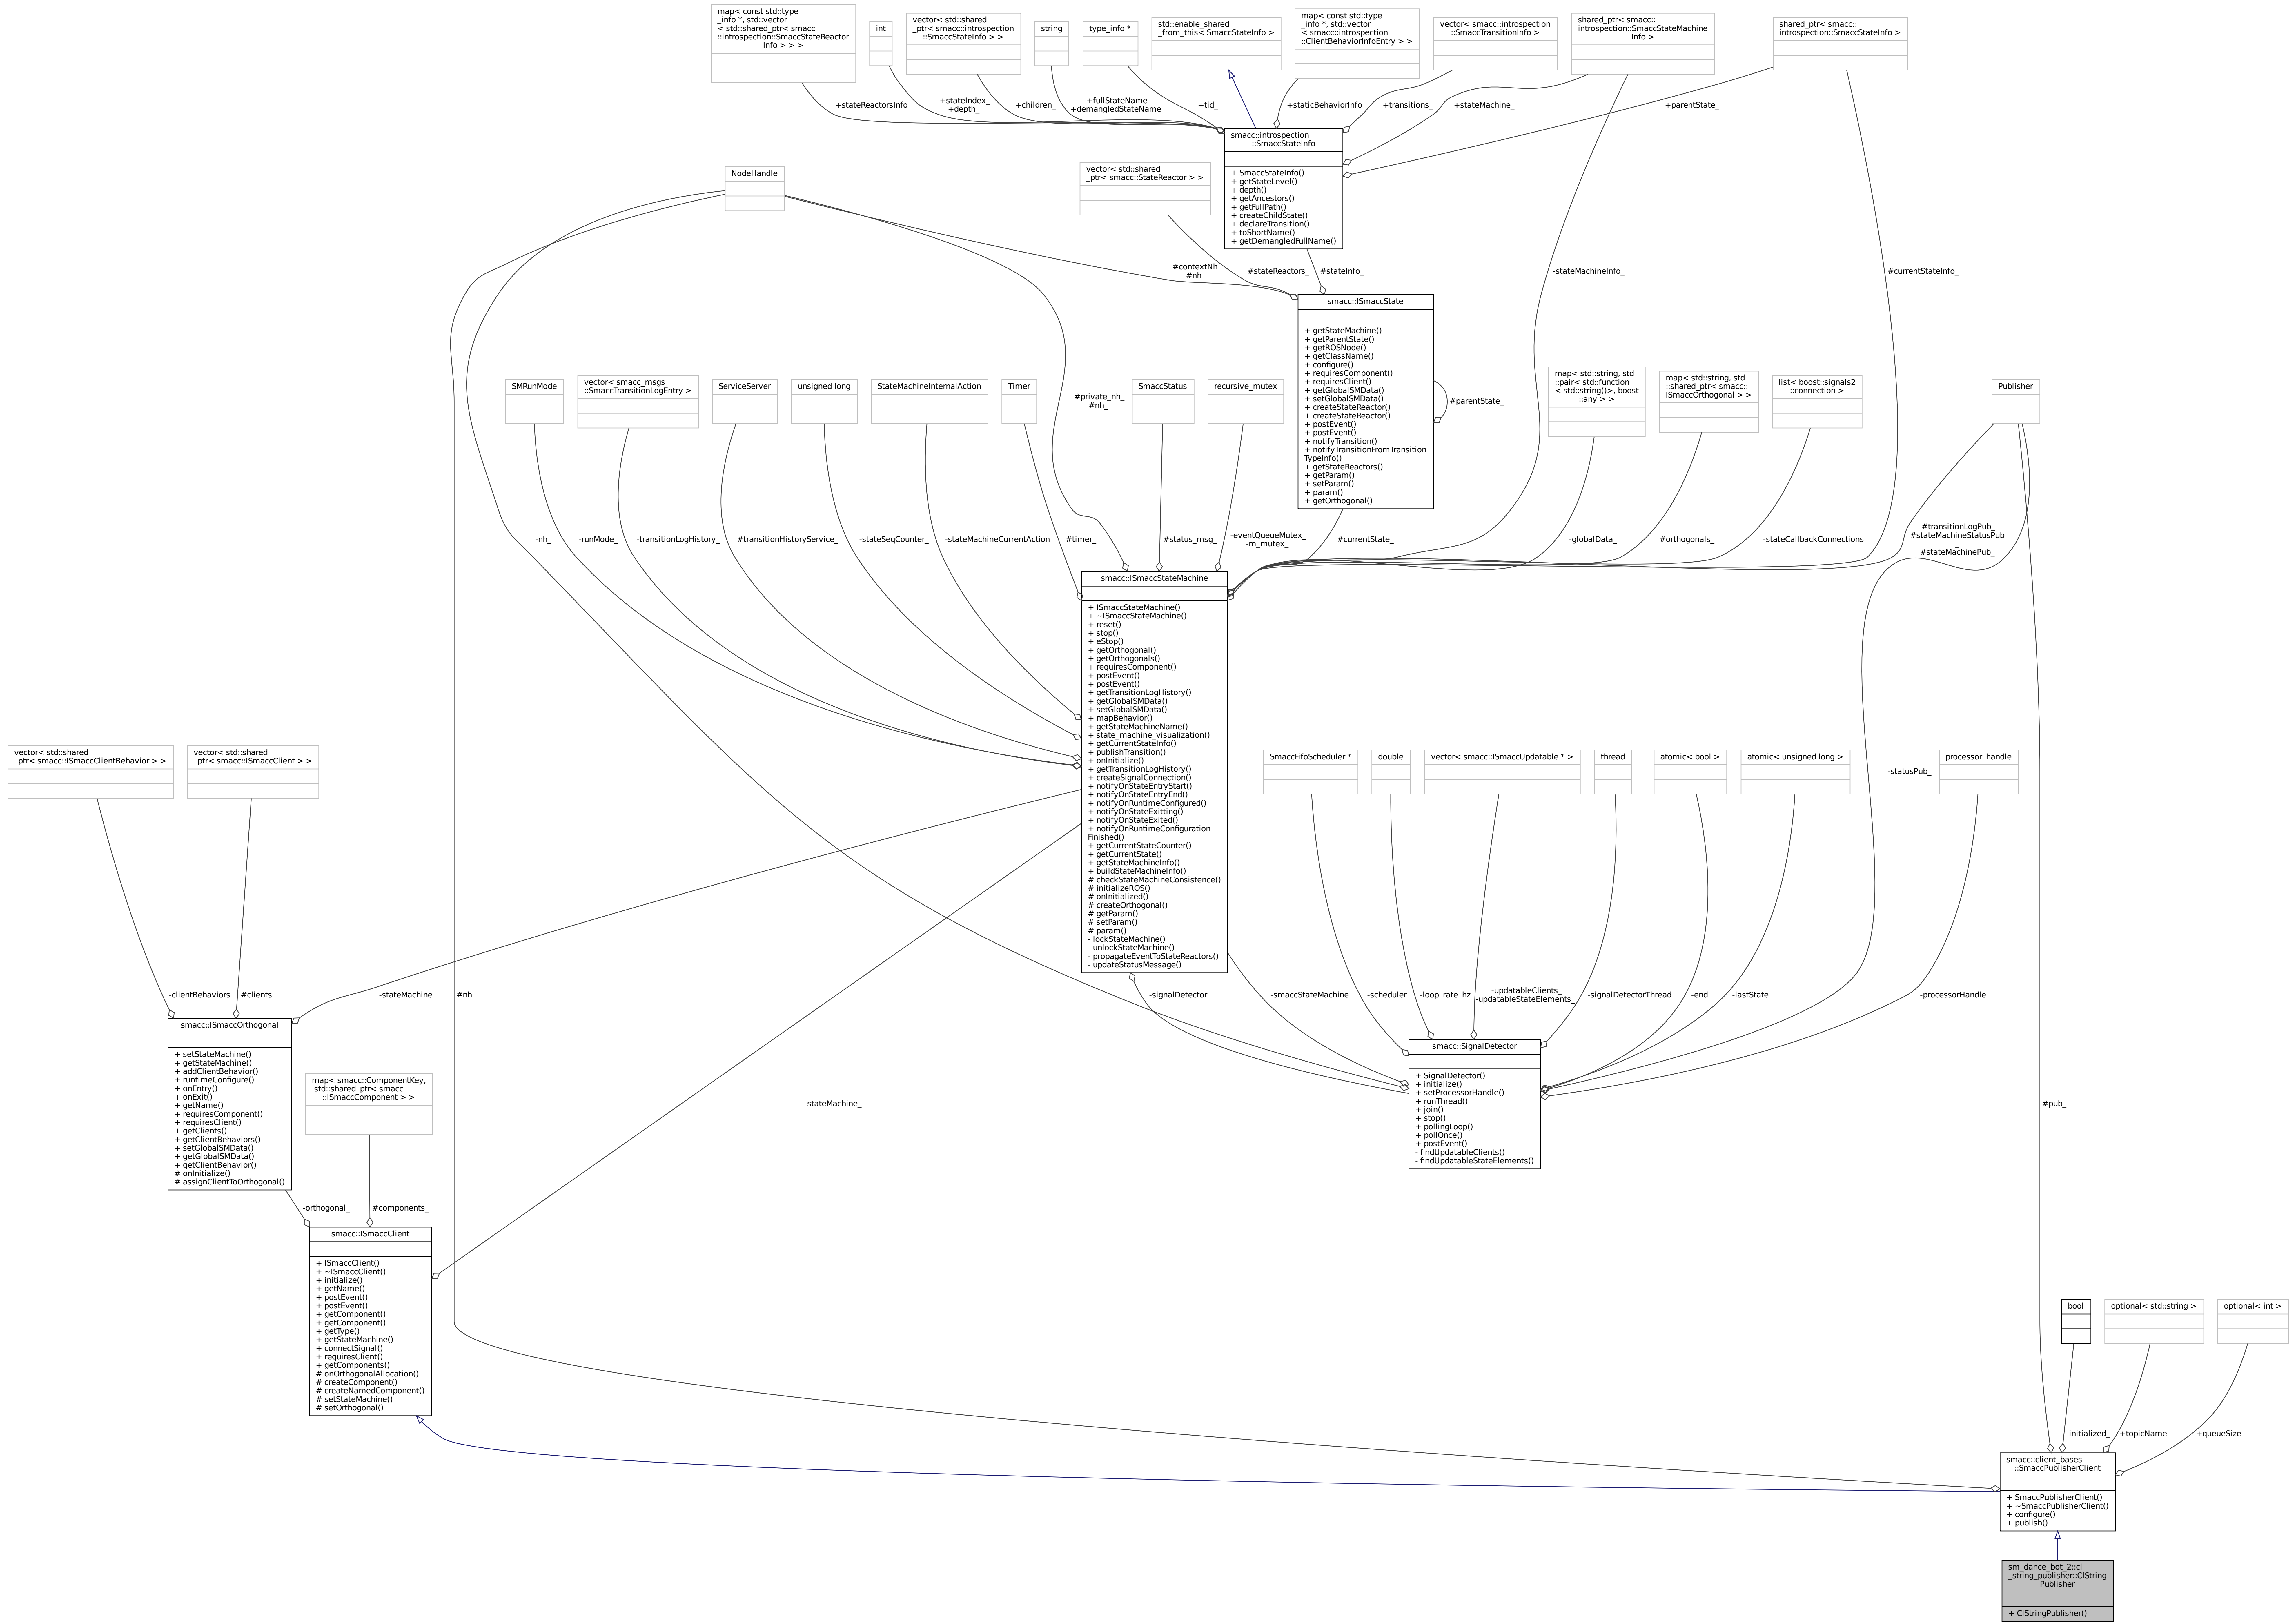 map< const std::type
_info *, std::vector
< std::shared_ptr< smacc
::introspection::SmaccStateReactor
Info > > >
int
vector< std::shared
_ptr< smacc::introspection
::SmaccStateInfo > >
string
type_info *
std::enable_shared
_from_this< SmaccStateInfo >
map< const std::type
_info *, std::vector
< smacc::introspection
::ClientBehaviorInfoEntry > >
vector< smacc::introspection
::SmaccTransitionInfo >
shared_ptr< smacc::
introspection::SmaccStateMachine
Info >
shared_ptr< smacc::
introspection::SmaccStateInfo >
+stateReactorsInfo
+stateIndex_
+depth_
+children_
+fullStateName
+demangledStateName
+tid_
+staticBehaviorInfo
+transitions_
+stateMachine_
+parentState_
smacc::introspection
::SmaccStateInfo
+ SmaccStateInfo()
+ getStateLevel()
+ depth()
+ getAncestors()
+ getFullPath()
+ createChildState()
+ declareTransition()
+ toShortName()
+ getDemangledFullName()
NodeHandle
vector< std::shared
_ptr< smacc::StateReactor > >
#contextNh
#nh
#stateReactors_
#stateInfo_
-stateMachineInfo_
#currentStateInfo_
smacc::ISmaccState
+ getStateMachine()
+ getParentState()
+ getROSNode()
+ getClassName()
+ configure()
+ requiresComponent()
+ requiresClient()
+ getGlobalSMData()
+ setGlobalSMData()
+ createStateReactor()
+ createStateReactor()
+ postEvent()
+ postEvent()
+ notifyTransition()
+ notifyTransitionFromTransition
TypeInfo()
+ getStateReactors()
+ getParam()
+ setParam()
+ param()
+ getOrthogonal()
#parentState_
SMRunMode
vector< smacc_msgs
::SmaccTransitionLogEntry >
ServiceServer
unsigned long
StateMachineInternalAction
Timer
#private_nh_
#nh_
SmaccStatus
recursive_mutex
map< std::string, std
::pair< std::function
< std::string()>, boost
::any > >
map< std::string, std
::shared_ptr< smacc::
ISmaccOrthogonal > >
list< boost::signals2
::connection >
Publisher
-nh_
-runMode_
-transitionLogHistory_
#transitionHistoryService_
-stateSeqCounter_
-stateMachineCurrentAction
#timer_
#status_msg_
-eventQueueMutex_
-m_mutex_
#currentState_
-globalData_
#orthogonals_
-stateCallbackConnections
#transitionLogPub_
#stateMachineStatusPub
_
#stateMachinePub_
smacc::ISmaccStateMachine
+ ISmaccStateMachine()
+ ~ISmaccStateMachine()
+ reset()
+ stop()
+ eStop()
+ getOrthogonal()
+ getOrthogonals()
+ requiresComponent()
+ postEvent()
+ postEvent()
+ getTransitionLogHistory()
+ getGlobalSMData()
+ setGlobalSMData()
+ mapBehavior()
+ getStateMachineName()
+ state_machine_visualization()
+ getCurrentStateInfo()
+ publishTransition()
+ onInitialize()
+ getTransitionLogHistory()
+ createSignalConnection()
+ notifyOnStateEntryStart()
+ notifyOnStateEntryEnd()
+ notifyOnRuntimeConfigured()
+ notifyOnStateExitting()
+ notifyOnStateExited()
+ notifyOnRuntimeConfiguration
Finished()
+ getCurrentStateCounter()
+ getCurrentState()
+ getStateMachineInfo()
+ buildStateMachineInfo()
# checkStateMachineConsistence()
# initializeROS()
# onInitialized()
# createOrthogonal()
# getParam()
# setParam()
# param()
- lockStateMachine()
- unlockStateMachine()
- propagateEventToStateReactors()
- updateStatusMessage()
vector< std::shared
_ptr< smacc::ISmaccClientBehavior > >
vector< std::shared
_ptr< smacc::ISmaccClient > >
SmaccFifoScheduler *
double
vector< smacc::ISmaccUpdatable * >
thread
atomic< bool >
atomic< unsigned long >
processor_handle
-statusPub_
-clientBehaviors_
#clients_
-stateMachine_
#nh_
-signalDetector_
-smaccStateMachine_
-scheduler_
-loop_rate_hz
-updatableClients_
-updatableStateElements_
-signalDetectorThread_
-end_
-lastState_
-processorHandle_
smacc::ISmaccOrthogonal
+ setStateMachine()
+ getStateMachine()
+ addClientBehavior()
+ runtimeConfigure()
+ onEntry()
+ onExit()
+ getName()
+ requiresComponent()
+ requiresClient()
+ getClients()
+ getClientBehaviors()
+ setGlobalSMData()
+ getGlobalSMData()
+ getClientBehavior()
# onInitialize()
# assignClientToOrthogonal()
map< smacc::ComponentKey,
std::shared_ptr< smacc
::ISmaccComponent > >
-stateMachine_
smacc::SignalDetector
+ SignalDetector()
+ initialize()
+ setProcessorHandle()
+ runThread()
+ join()
+ stop()
+ pollingLoop()
+ pollOnce()
+ postEvent()
- findUpdatableClients()
- findUpdatableStateElements()
#pub_
-orthogonal_
#components_
smacc::ISmaccClient
+ ISmaccClient()
+ ~ISmaccClient()
+ initialize()
+ getName()
+ postEvent()
+ postEvent()
+ getComponent()
+ getComponent()
+ getType()
+ getStateMachine()
+ connectSignal()
+ requiresClient()
+ getComponents()
# onOrthogonalAllocation()
# createComponent()
# createNamedComponent()
# setStateMachine()
# setOrthogonal()
bool
optional< std::string >
optional< int >
-initialized_
+topicName
+queueSize
smacc::client_bases
::SmaccPublisherClient
+ SmaccPublisherClient()
+ ~SmaccPublisherClient()
+ configure()
+ publish()
sm_dance_bot_2::cl
_string_publisher::ClString
Publisher
+ ClStringPublisher()